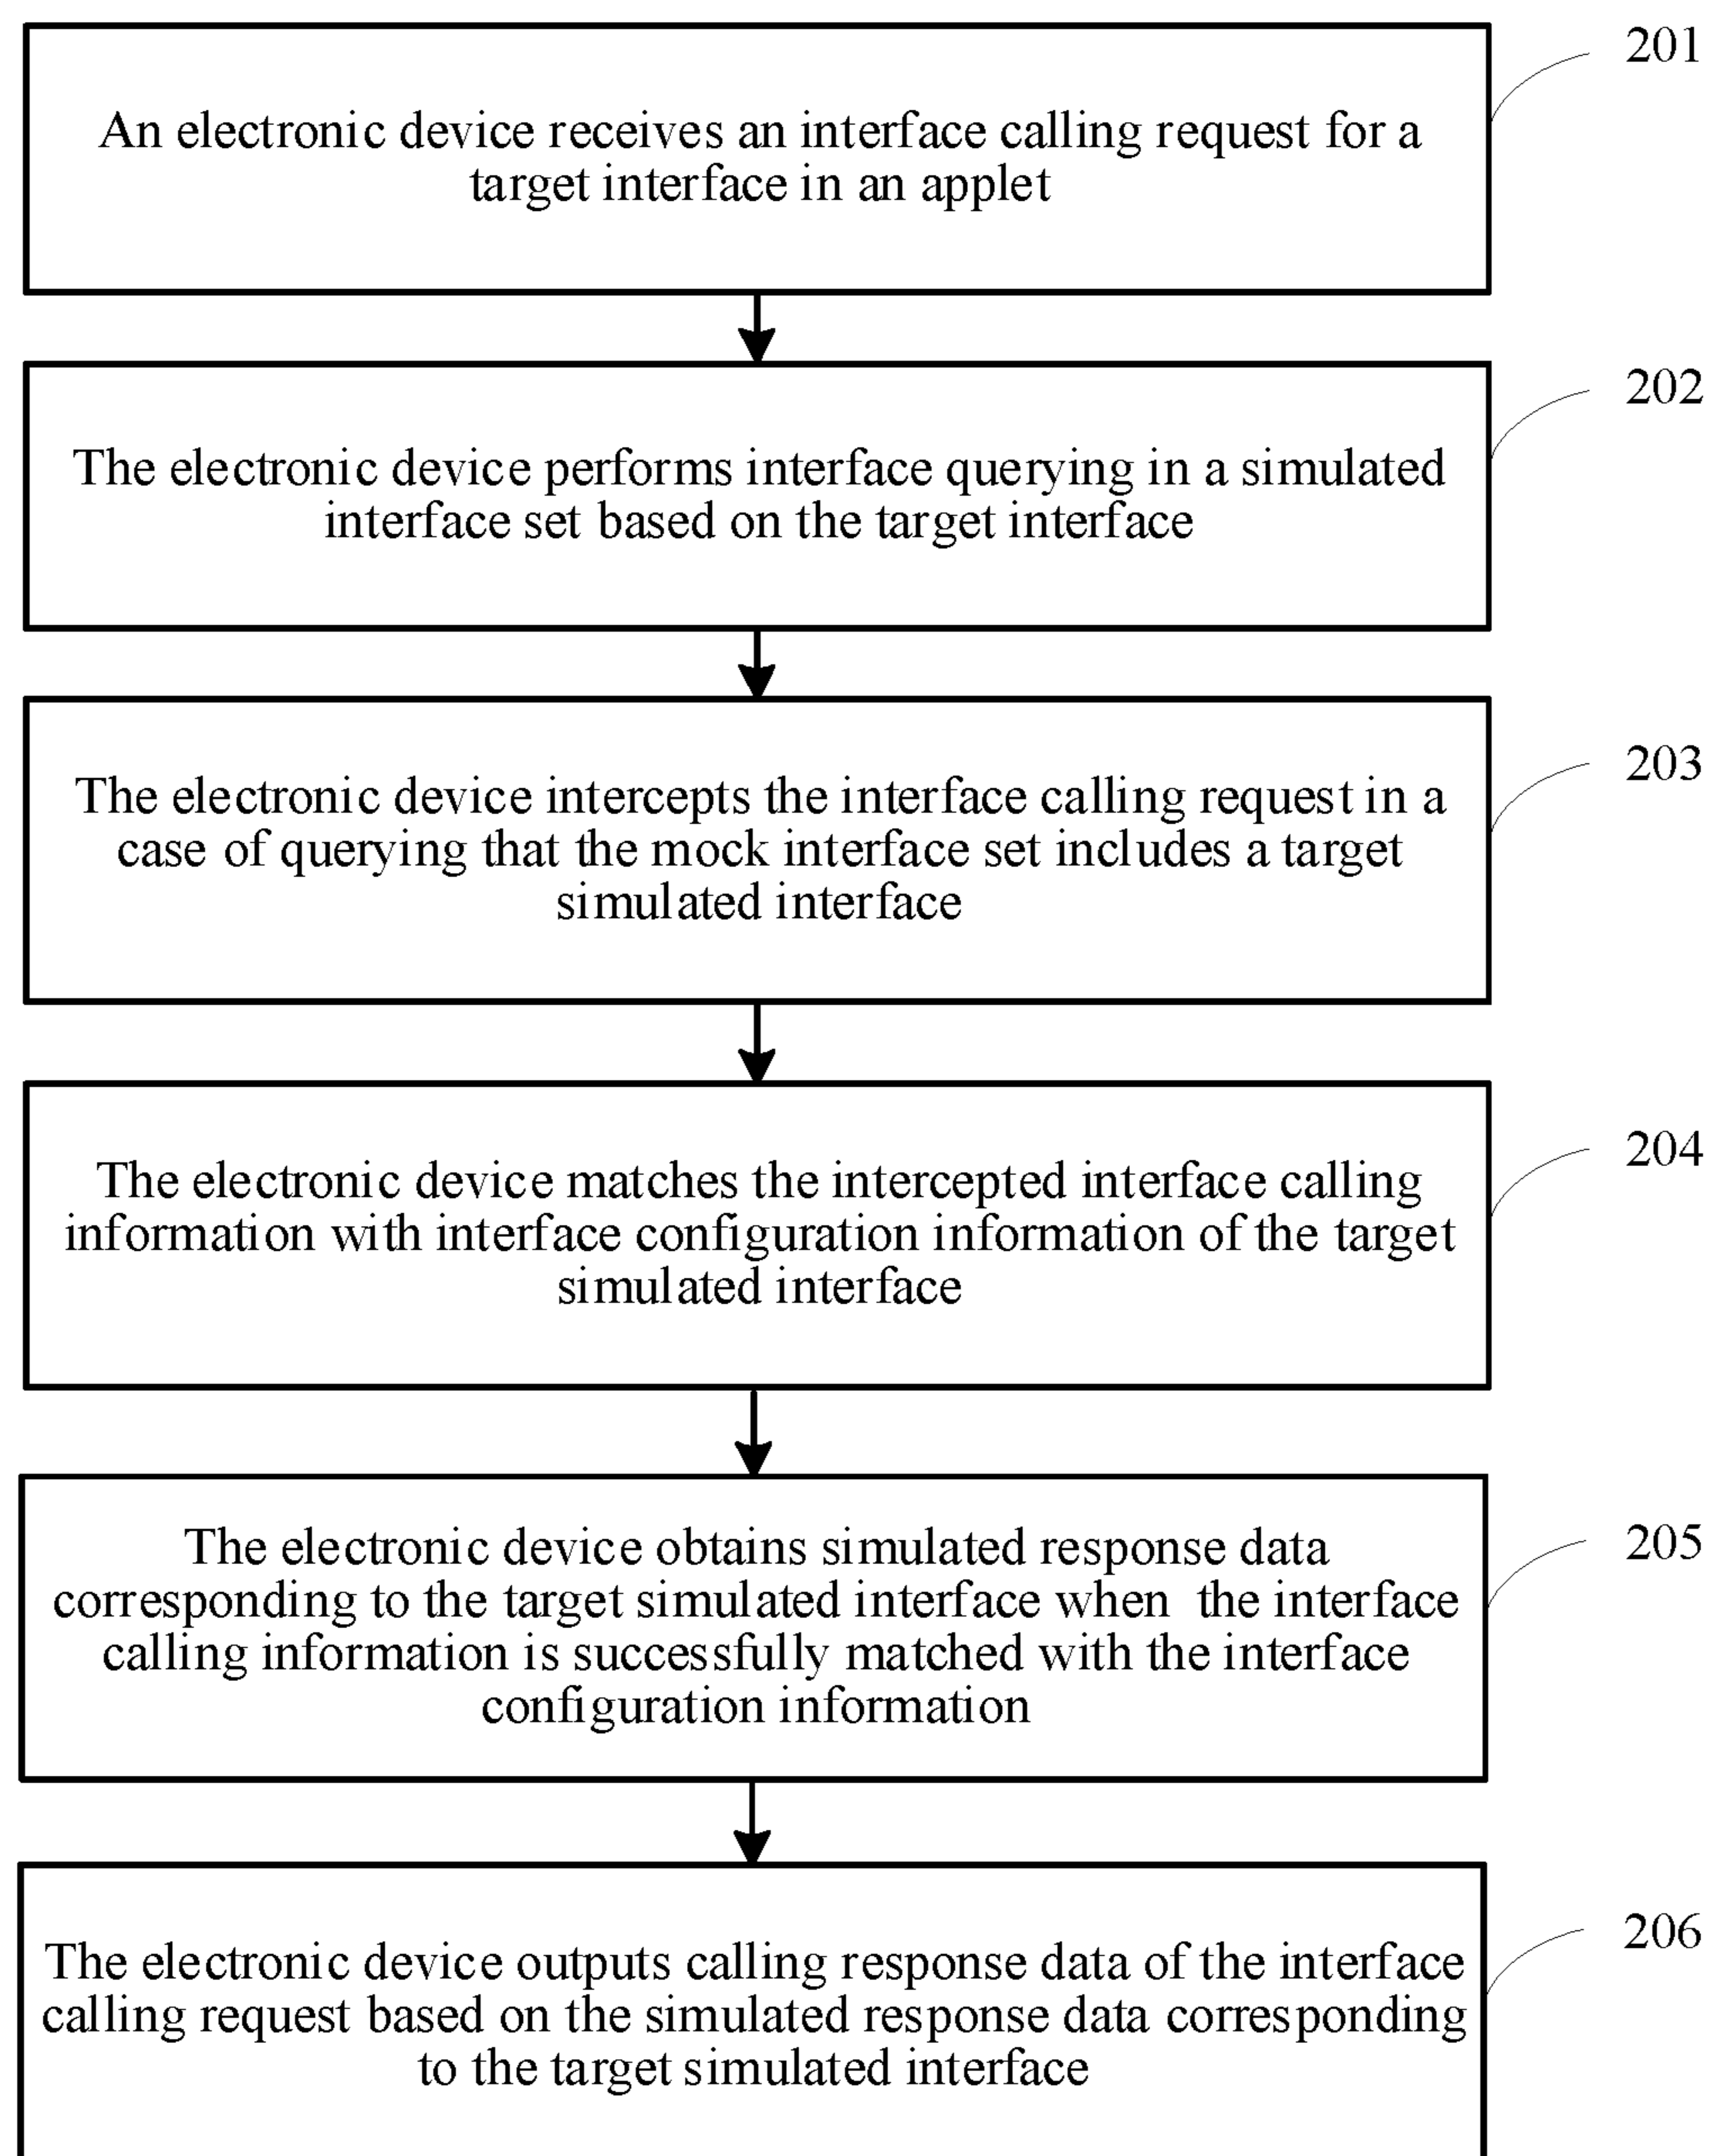 201
An electronic device receives an interface calling request for a
target interface in an applet
202
The electronic device performs interface querying in a simulated
interface set based on the target interface
203
The electronic device intercepts the interface calling request in a
case of querying that the mock interface set includes a target
simulated interface
204
The electronic device matches the intercepted interface calling
information with interface configuration information of the target
simulated interface
205
The electronic device obtains simulated response data
corresponding to the target simulated interface when the interface
calling information is successfully matched with the interface
configuration information
206
The electronic device outputs calling response data of the interface
calling request based on the simulated response data corresponding
to the target simulated interface